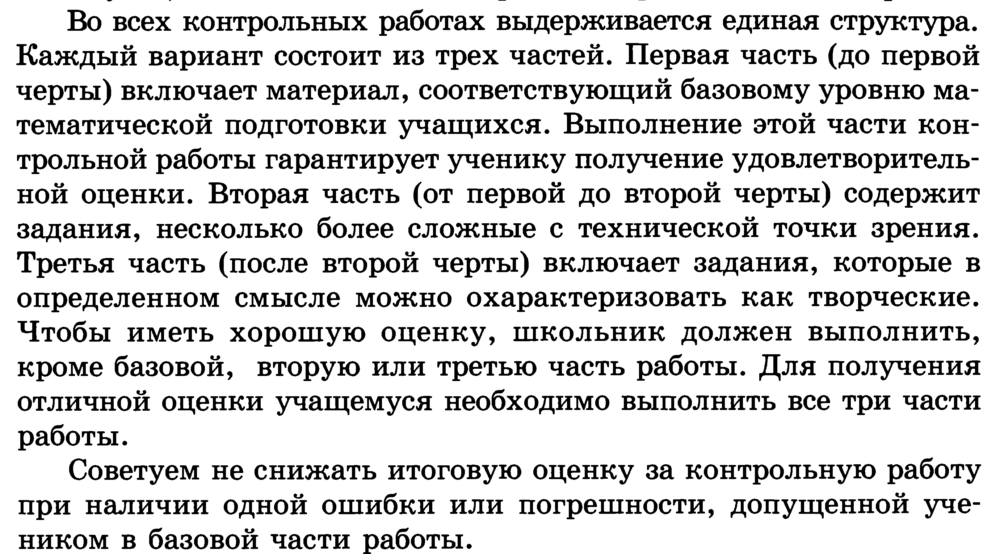 Во всех контрольных работах выдерживается единая структура.
Каждый вариант состоит из трех частей. Первая часть (до первой
черты) включает материал, соответствующий базовому уровню ма-
тематической подготовки учащихся. Выполнение этой части кон-
трольной работы гарантирует ученику получение удовлетворитель-
ной оценки. Вторая часть (от первой до второй черты) содержит
задания, несколько более сложные с технической точки зрения.
Третья часть (после второй черты) включает задания, которые в
определенном смысле можно охарактеризовать как творческие.
Чтобы иметь хорошую оценку, школьник должен выполнить,
кроме базовой, вторую или третью часть работы. Для получения
отличной оценки учащемуся необходимо выполнить все три части
работы.
Советуем не снижать итоговую оценку за контрольную работу
при наличии одной ошибки или погрешности, допущенной уче-
ником в базовой части работы.